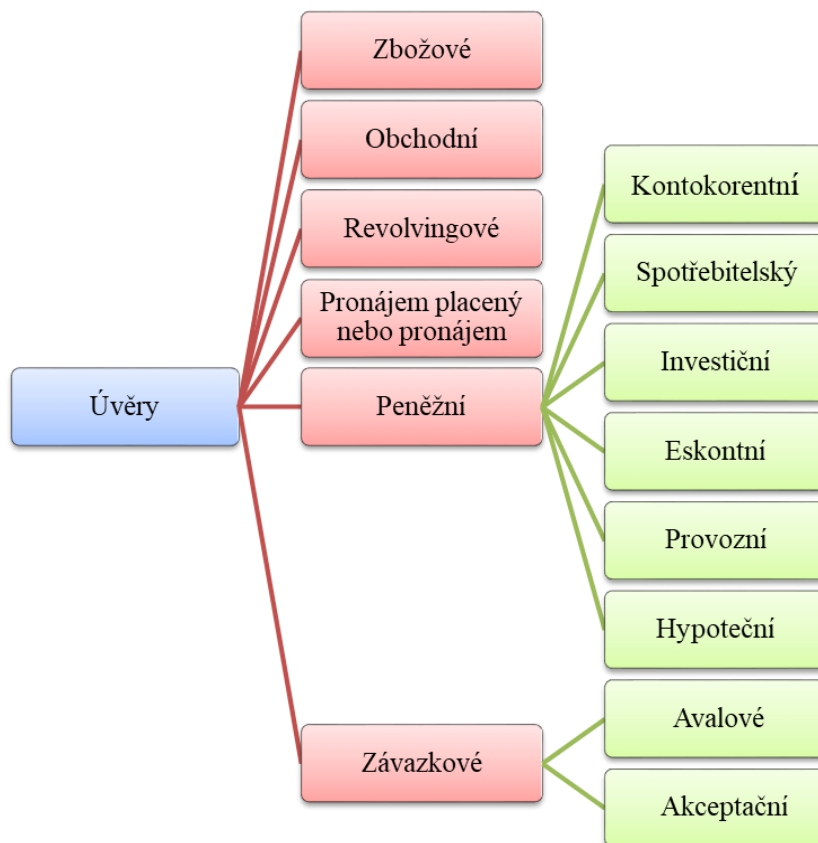 Úvěry
Zbožové
Obchodní
Revolvingové
Pronájem placený
nebo pronájem
Peněžní
Kontokorentní
Spotřebitelský
Investiční
Eskontní
Provozní
Hypoteční
Závazkové
Avalové
Akceptační